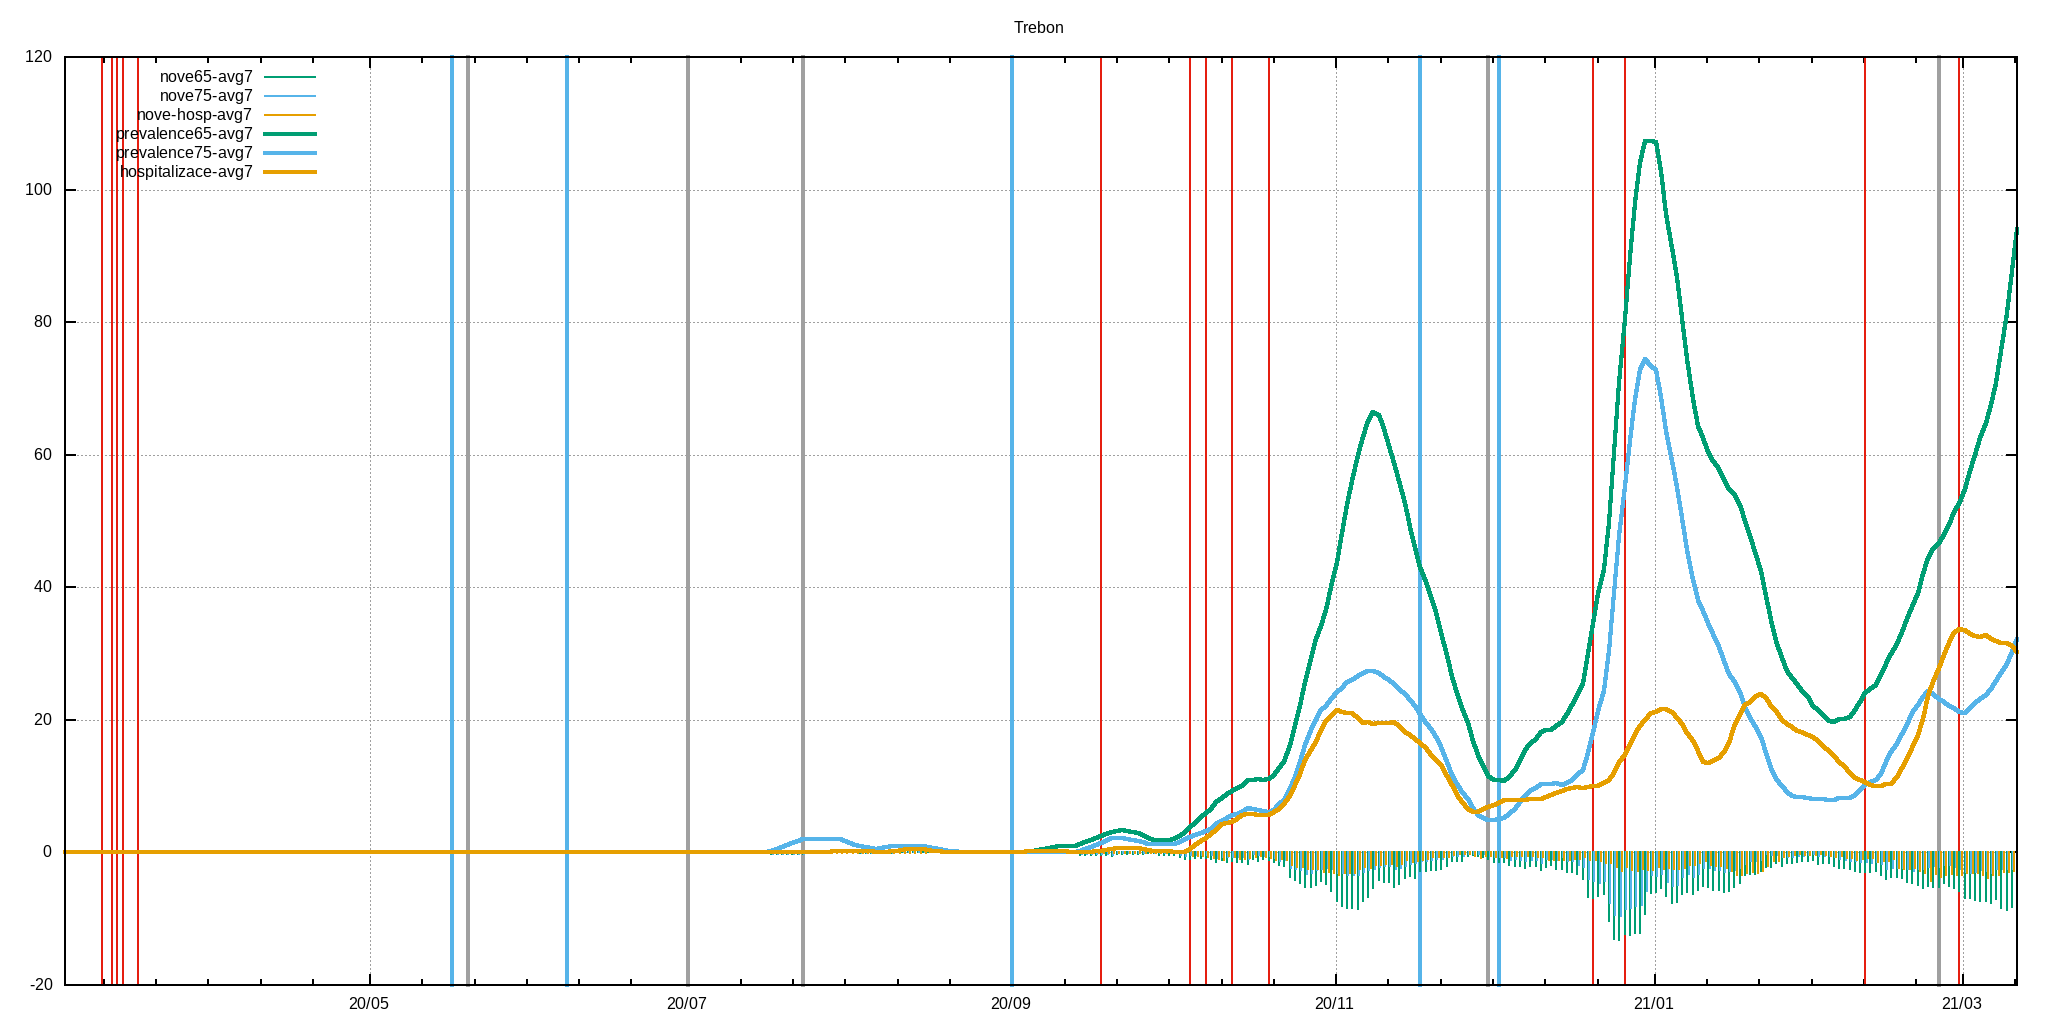 Trebon
120
100
80
60
40
20
0
-20
nove65-avg7
nove75-avg7
nove-hosp-avg7
prevalence65-avg7
prevalence75-avg7
hospitalizace-avg7
20/05
20/07
20/09
20/11
21/01
21/03